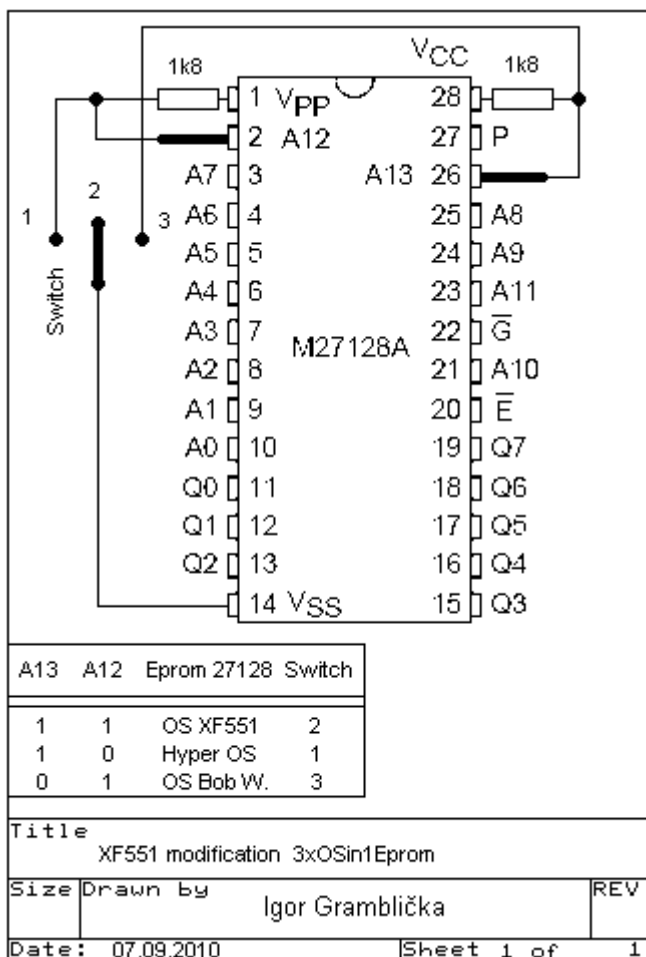 1k8
VCC
1k8
1 VPP
28
2 A12
27 P
A7 3
A13 26
2
1
3
A6 4
25 A8
Switch
A5 5
24 A9
A4 6
23 A11
A3 7
22 G
M27128A
A2 8
21 A10
A1 9
20 E
A0 10
19 Q7
Q0 11
18 Q6
Q1 12
17 Q5
Q2 13
16 Q4
14 VSS
15 Q3
A13 A12 Eprom 27128 Switch
1 1 OS XF551 2
1 0 Hyper OS 1
0 1 OS Bob W. 3
Title
XF551 modification 3xOSin1Eprom
Size Drawn by REV
Igor Gramblička
Date: 07.09.2010 Sheet 1 of 1